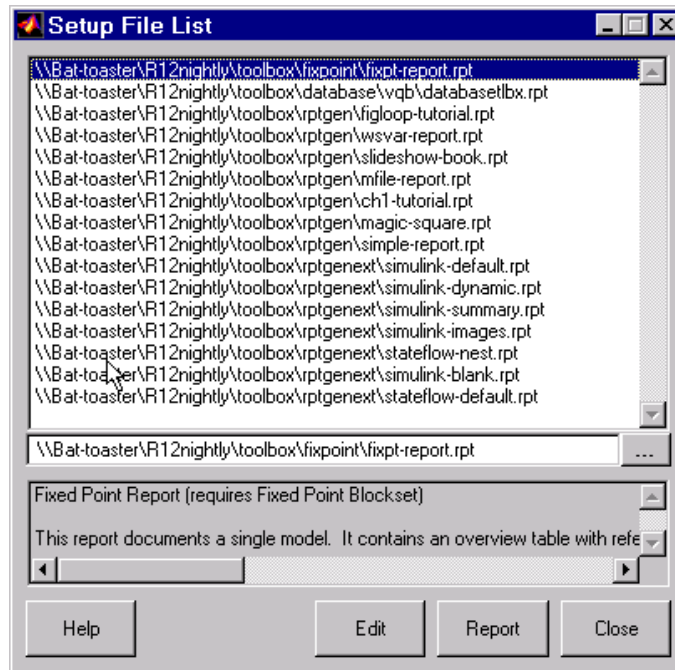 Setup File List
\\Bat-toaster\R12nightly\toolbox\fixpoint\fixpt-report.rpt
\\Bat-toaster\R12nightly\toolbox\database\vqb\databasetlbx.rpt
\\Bat-toaster\R12nightly\toolbox\rptgen\figloop-tutorial.rpt
\\Bat-toaster\R12nightly\toolbox\rptgen\wsvar-report.rpt
\\Bat-toaster\R12nightly\toolbox\rptgen\slideshow-book.rpt
\\Bat-toaster\R12nightly\toolbox\rptgen\mfile-report.rpt
\\Bat-toaster\R12nightly\toolbox\rptgen\ch1-tutorial.rpt
\\Bat-toaster\R12nightly\toolbox\rptgen\magic-square.rpt
\\Bat-toaster\R12nightly\toolbox\rptgen\simple-report.rpt
\\Bat-toaster\R12nightly\toolbox\rptgenext\simulink-default.rpt
\\Bat-toaster\R12nightly\toolbox\rptgenext\simulink-dynamic.rpt
\\Bat-toaster\R12nightly\toolbox\rptgenext\simulink-summary.rpt
\\Bat-toaster\R12nightly\toolbox\rptgenext\simulink-images.rpt
\\Bat-toaster\R12nightly\toolbox\rptgenext\stateflow-nest.rpt
\\Bat-toaster\R12nightly\toolbox\rptgenext\simulink-blank.rpt
\\Bat-toaster\R12nightly\toolbox\rptgenext\stateflow-default.rpt
\\Bat-toaster\R12nightly\toolbox\fixpoint\fixpt-report.rpt ...
Fixed Point Report (requires Fixed Point Blockset)
This report documents a single model.  It contains an overview table with refe
Help Edit Report Close